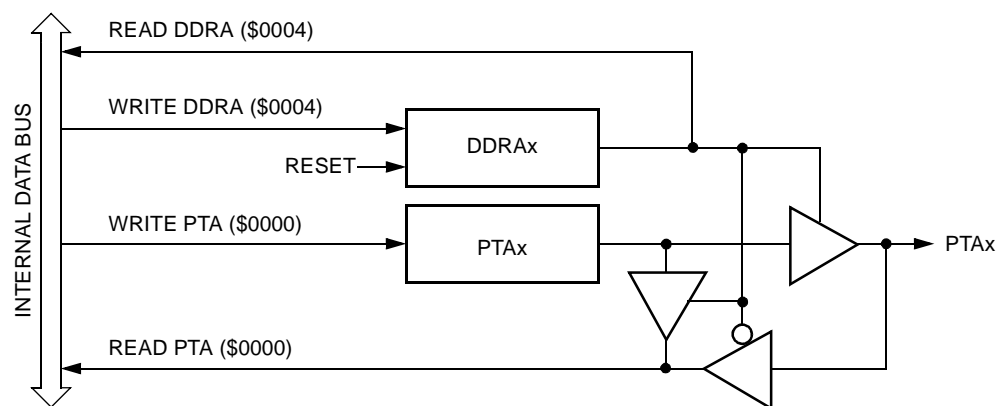 READ DDRA ($0004)
WRITE DDRA ($0004)
DDRAx
RESET
INTERNAL DATA BUS
WRITE PTA ($0000)
PTAx
PTAx
READ PTA ($0000)